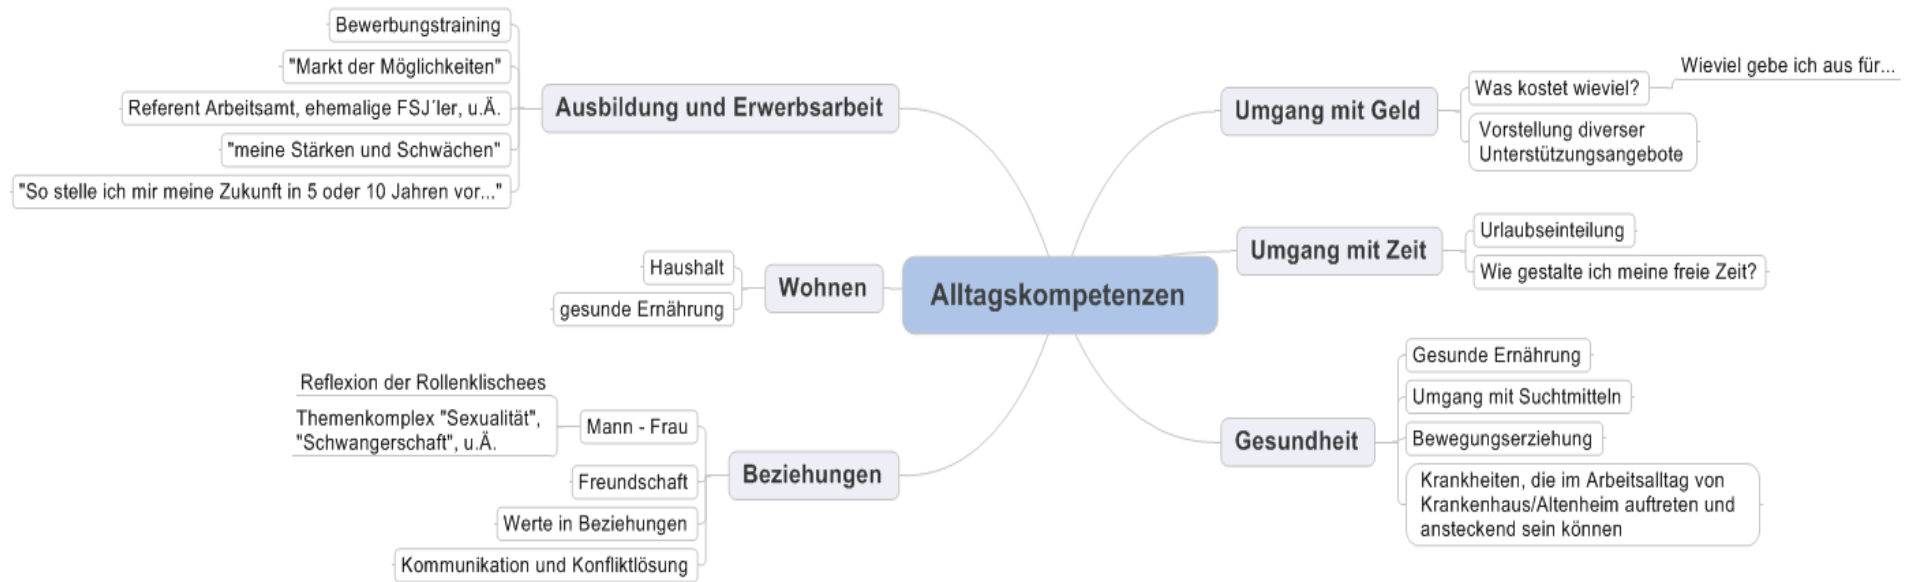 Alltagskompetenzen
Ausbildung und Erwerbsarbeit
Bewerbungstraining
"Markt der Möglichkeiten"
Referent Arbeitsamt, ehemalige FSJ´ler, u.Ä.
"meine Stärken und Schwächen"
"So stelle ich mir meine Zukunft in 5 oder 10 Jahren vor..."
Wohnen
Haushalt
gesunde Ernährung
Beziehungen
Mann - Frau
Reflexion der Rollenklischees
Themenkomplex "Sexualität",
"Schwangerschaft", u.Ä.
Freundschaft
Werte in Beziehungen
Kommunikation und Konfliktlösung
Umgang mit Geld
Was kostet wieviel?
Wieviel gebe ich aus für...
Vorstellung diverser
Unterstützungsangebote
Umgang mit Zeit
Urlaubseinteilung
Wie gestalte ich meine freie Zeit?
Gesundheit
Gesunde Ernährung
Umgang mit Suchtmitteln
Bewegungserziehung
Krankheiten, die im Arbeitsalltag von
Krankenhaus/Altenheim auftreten und
ansteckend sein können